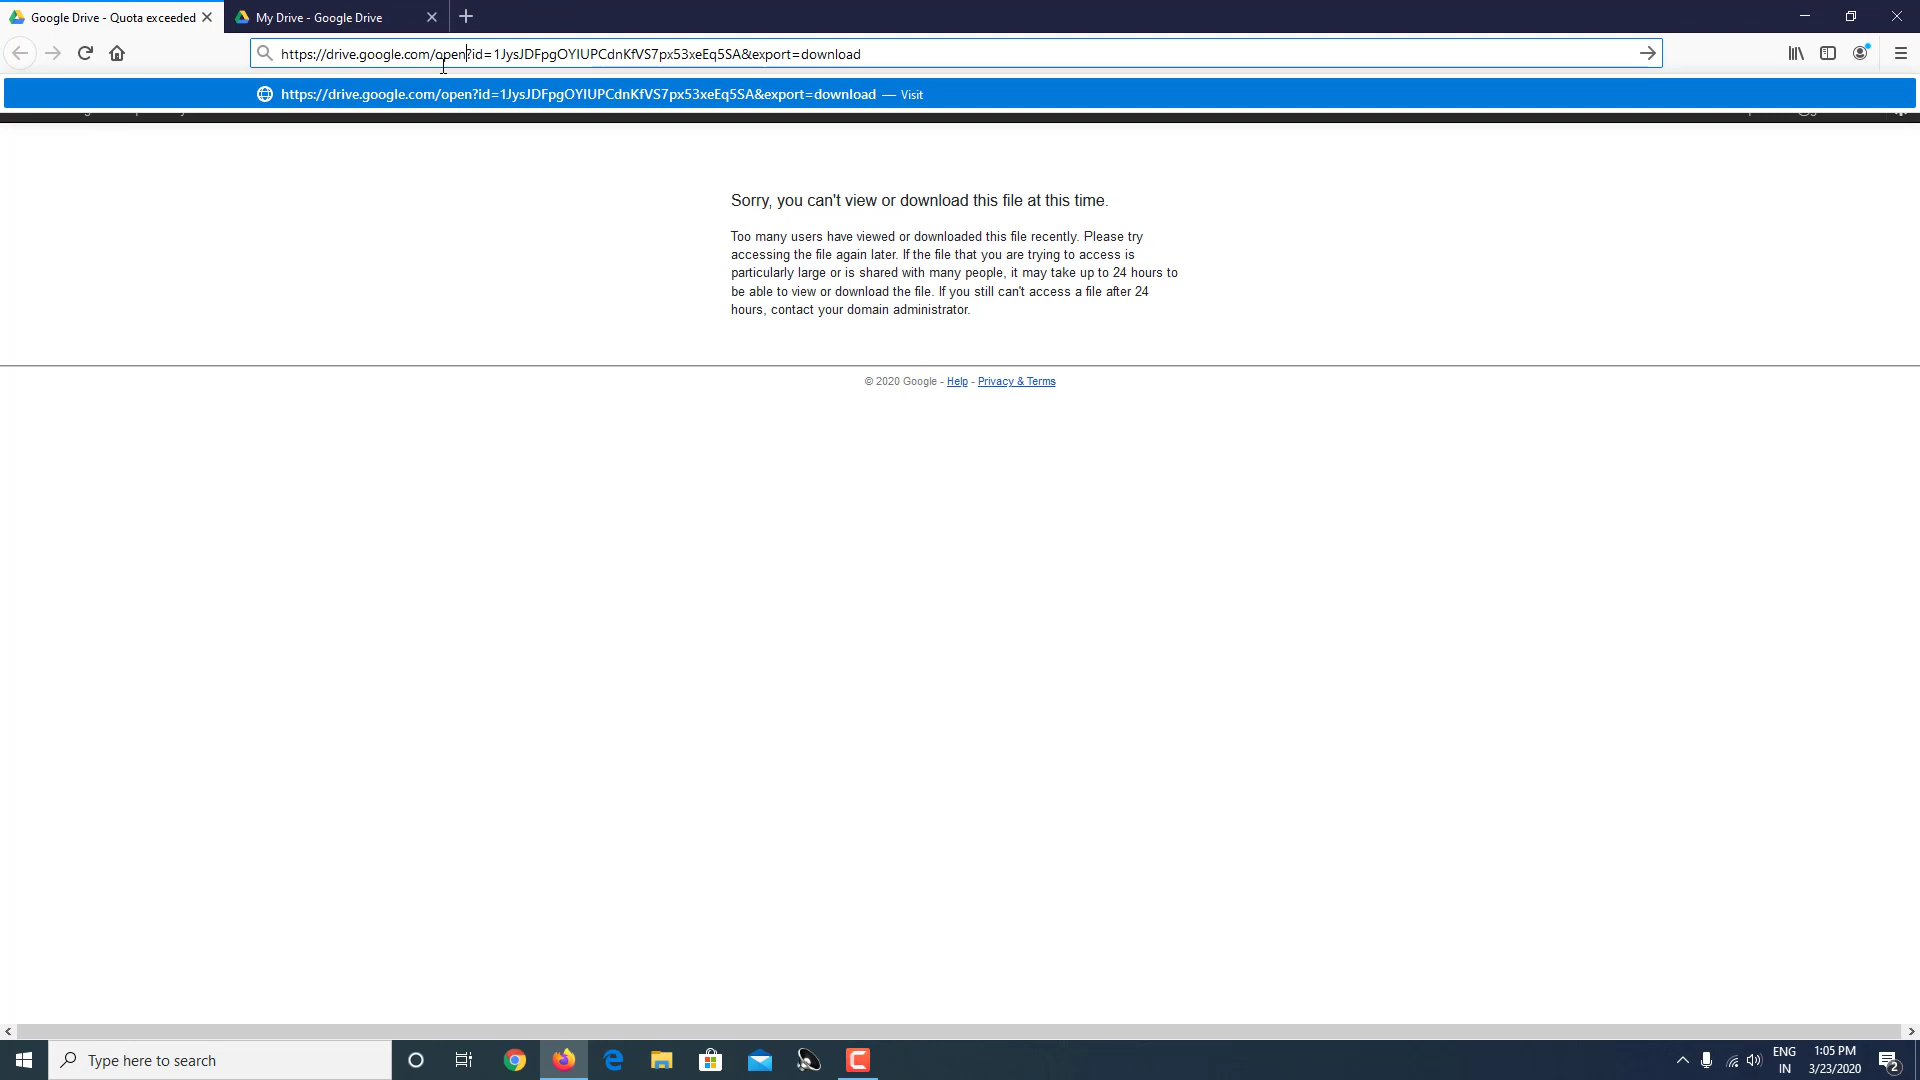 Google Drive - Quota exceeded
My Drive - Google Drive
https://drive.google.com/open?id=1JysJDFpgOYIUPCdnKfVS7px53xeEq5SA&export=download
https://drive.google.com/open?id=1JysJDFpgOYIUPCdnKfVS7px53xeEq5SA&export=download — Visit
Sorry, you can't view or download this file at this time.
Too many users have viewed or downloaded this file recently. Please try
accessing the file again later. If the file that you are trying to access is
particularly large or is shared with many people, it may take up to 24 hours to
be able to view or download the file. If you still can't access a file after 24
hours, contact your domain administrator.
© 2020 Google - Help - Privacy & Terms
Type here to search
ENG
IN
1:05 PM
3/23/2020
2